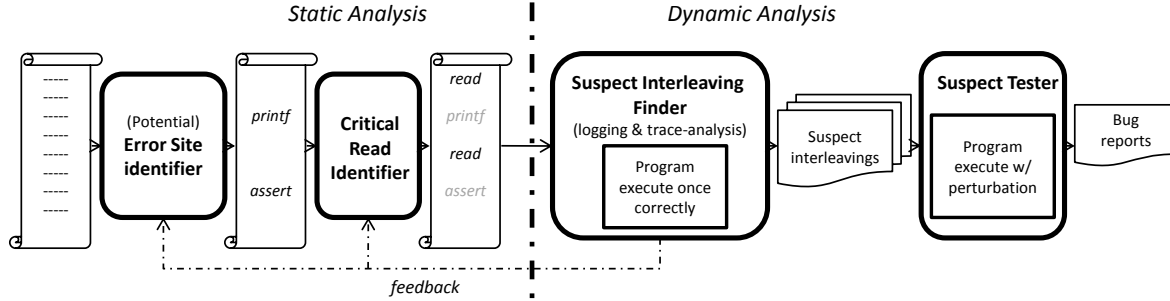 Static Analysis
Dynamic Analysis
-----
-----
-----
-----
-----
-----
-----
-----
(Potential)
Error Site
identifier
printf
assert
Critical
Read
Identifier
read
printf
read
assert
Suspect Interleaving
Finder
(logging & trace-analysis)
Program
execute once
correctly
Suspect
interleavings
Suspect Tester
Program
execute w/
perturbation
Bug
reports
feedback